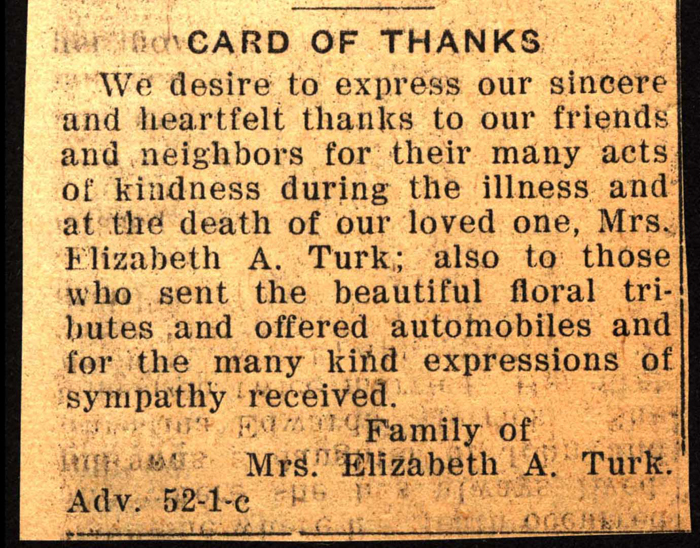 CARD OF THANKS
We desire to express our sincere
and heartfelt thanks to our friends
and neighbors for their many acts
of kindness during the illness and
at the death of our loved one, Mrs.
Elizabeth A. Turk; also to those
who sent the beautiful floral tri-
butes and offered automobiles and
for the many kind expressions of
sympathy received.
Family of
Mrs. Elizabeth A. Turk.
Adv. 52-1-c